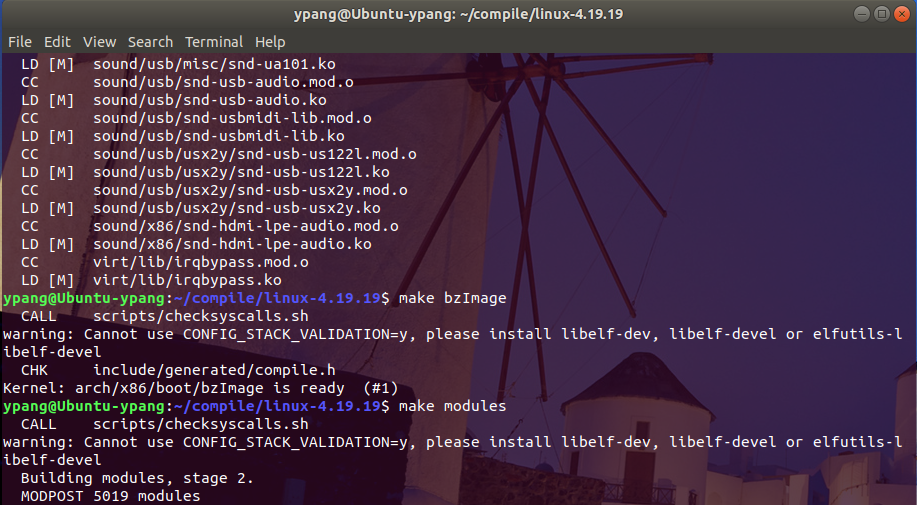 ypang@Ubuntu-ypang: ~/compile/linux-4.19.19
File Edit View Search Terminal Help
LD [M] sound/usb/misc/snd-ua101.ko
CC sound/usb/snd-usb-audio.mod.o
LD [M] sound/usb/snd-usb-audio.ko
CC sound/usb/snd-usbmidi-lib.mod.o
LD [M] sound/usb/snd-usbmidi-lib.ko
CC sound/usb/usx2y/snd-usb-us122l.mod.o
LD [M] sound/usb/usx2y/snd-usb-us122l.ko
CC sound/usb/usx2y/snd-usb-usx2y.mod.o
LD [M] sound/usb/usx2y/snd-usb-usx2y.ko
CC sound/x86/snd-hdmi-lpe-audio.mod.o
LD [M] sound/x86/snd-hdmi-lpe-audio.ko
CC virt/lib/irqbypass.mod.o
LD [M] virt/lib/irqbypass.ko
ypang@Ubuntu-ypang:~/compile/linux-4.19.19$ make bzImage
CALL scripts/checksyscalls.sh
warning: Cannot use CONFIG_STACK_VALIDATION=y, please install libelf-dev, libelf-devel or elfutils-l
ibelf-devel
CHK include/generated/compile.h
Kernel: arch/x86/boot/bzImage is ready (#1)
ypang@Ubuntu-ypang:~/compile/linux-4.19.19$ make modules
CALL scripts/checksyscalls.sh
warning: Cannot use CONFIG_STACK_VALIDATION=y, please install libelf-dev, libelf-devel or elfutils-l
ibelf-devel
Building modules, stage 2.
MODPOST 5019 modules